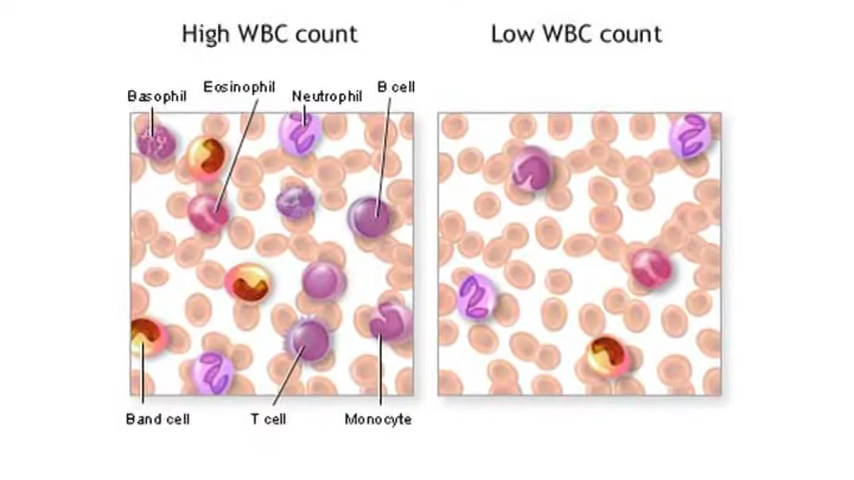 High WBC count
Low WBC count
Basophil
Eosinophil
Neutrophil
B cell
Band cell
T cell
Monocyte